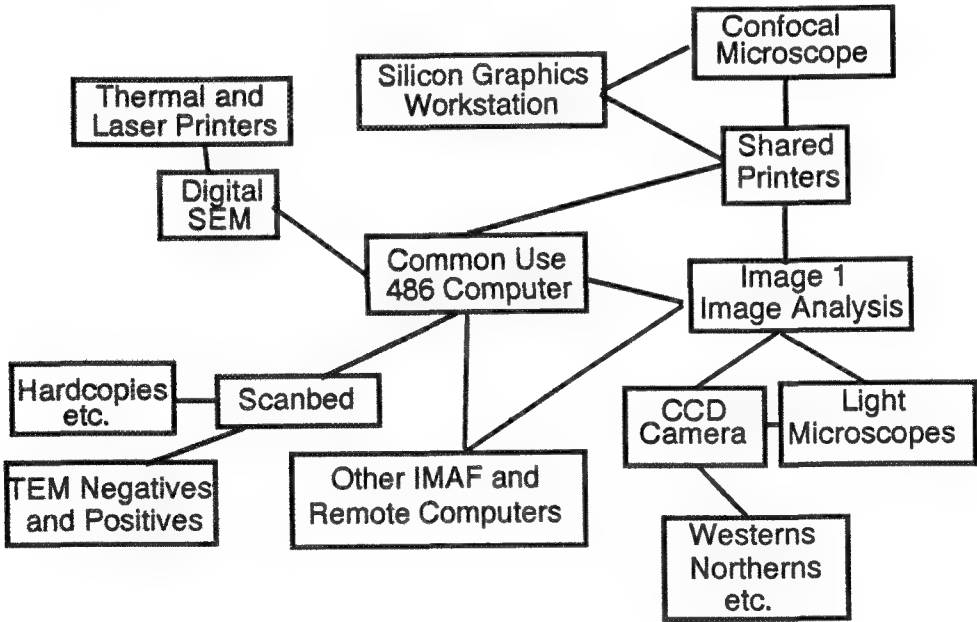 Confocal
Microscope
Silicon Graphics
Workstation
Thermal and
Laser Printers
Shared
Printers
Digital
SEM
Common Use
486 Computer
Image 1
Image Analysis
Hardcopies
etc.
Scanbed
CCD
Camera
Light
Microscopes
TEM Negatives
and Positives
Other IMAF and
Remote Computers
Westerns
Northerns
etc.